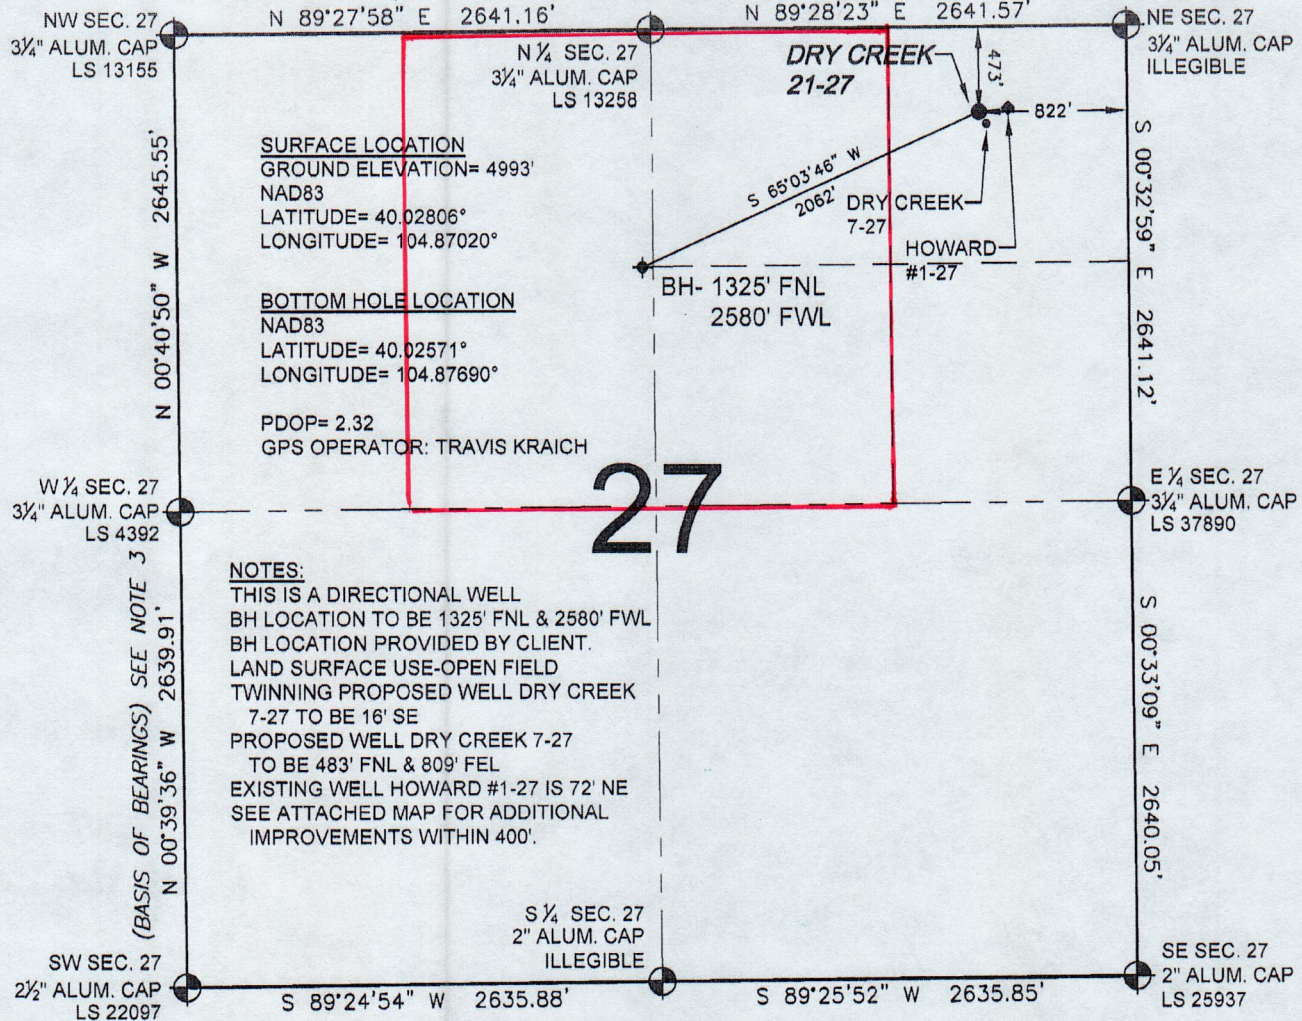 N 89°27'58" E 2641.16'
N 89°28'23" E 2641.57'
NW SEC. 27
3¼" ALUM. CAP
LS 13155
N ¼ SEC. 27
3¼" ALUM. CAP
LS 13258
NE SEC. 27
3¼" ALUM. CAP
ILLEGIBLE
DRY CREEK
21-27
473'
822'
S 65°03'46" W
2062'
DRY CREEK
7-27
HOWARD
#1-27
BH- 1325' FNL
2580' FWL
SURFACE LOCATION
GROUND ELEVATION= 4993'
NAD83
LATITUDE= 40.02806°
LONGITUDE= 104.87020°
BOTTOM HOLE LOCATION
NAD83
LATITUDE= 40.02571°
LONGITUDE= 104.87690°
PDOP= 2.32
GPS OPERATOR: TRAVIS KRAICH
N 00°40'50" W 2645.55'
S 00°32'59" E 2641.12'
W ¼ SEC. 27
3¼" ALUM. CAP
LS 4392
27
E ¼ SEC. 27
3¼" ALUM. CAP
LS 37890
NOTES:
THIS IS A DIRECTIONAL WELL
BH LOCATION TO BE 1325' FNL & 2580' FWL
BH LOCATION PROVIDED BY CLIENT.
LAND SURFACE USE-OPEN FIELD
TWINNING PROPOSED WELL DRY CREEK
7-27 TO BE 16' SE
PROPOSED WELL DRY CREEK 7-27
TO BE 483' FNL & 809' FEL
EXISTING WELL HOWARD #1-27 IS 72' NE
SEE ATTACHED MAP FOR ADDITIONAL
IMPROVEMENTS WITHIN 400'.
(BASIS OF BEARINGS) SEE NOTE 3
N 00°39'36" W 2639.91'
S 00°33'09" E 2640.05'
SW SEC. 27
2½" ALUM. CAP
LS 22097
S ¼ SEC. 27
2" ALUM. CAP
ILLEGIBLE
SE SEC. 27
2" ALUM. CAP
LS 25937
S 89°24'54" W 2635.88'
S 89°25'52" W 2635.85'